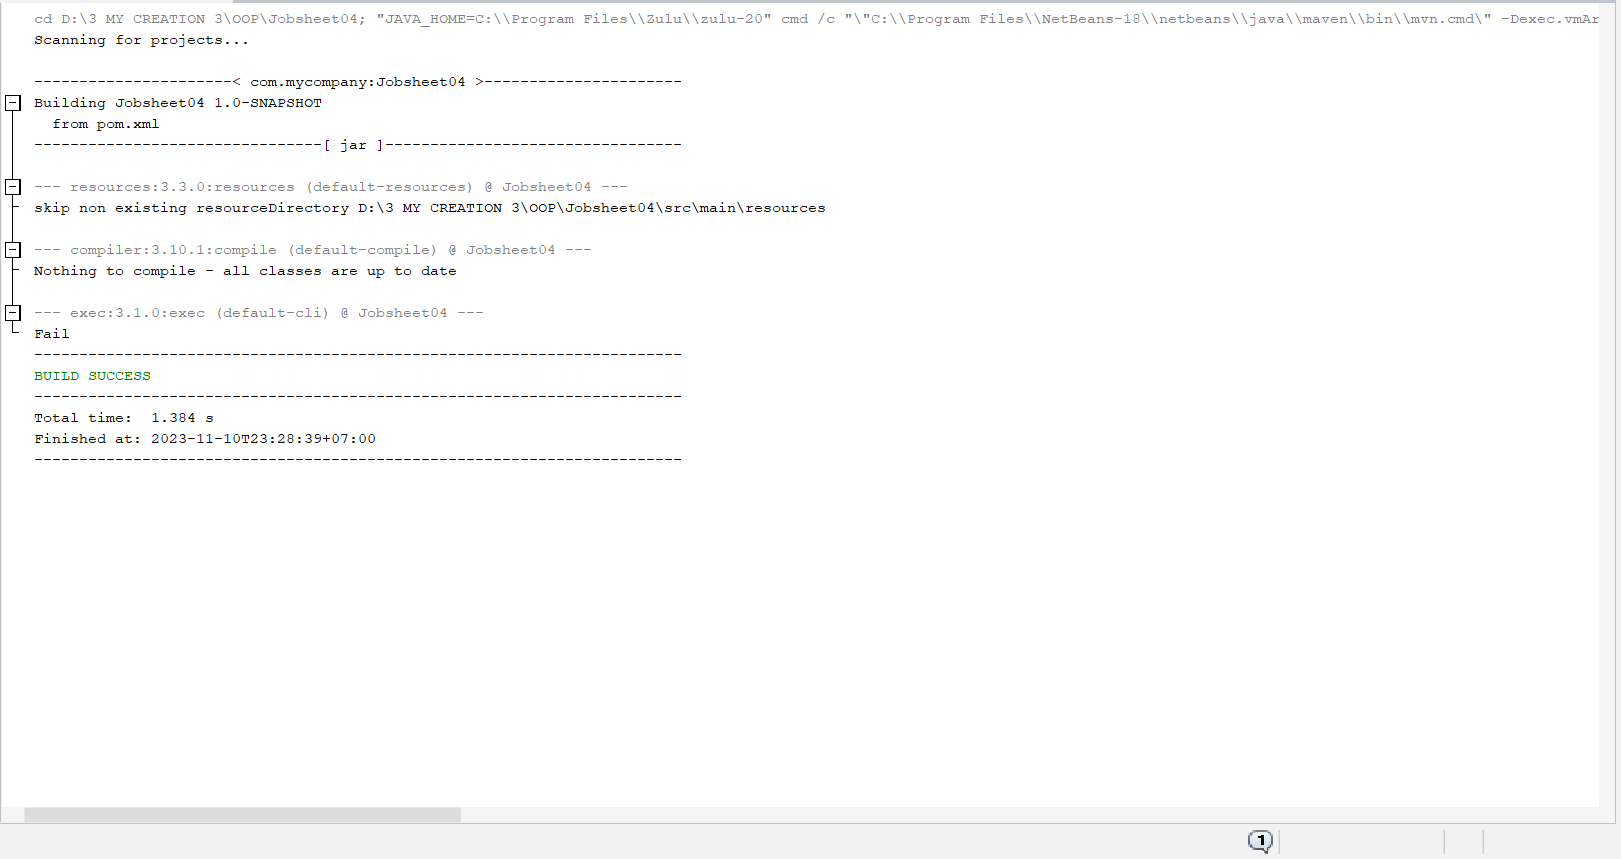 cd D:\3 MY CREATION 3\OOP\Jobsheet04; "JAVA_HOME=C:\\Program Files\\Zulu\\zulu-20" cmd /c "\"C:\\Program Files\\NetBeans-18\\netbeans\\java\\maven\\bin\\mvn.cmd\" -Dexec.vmAr
Scanning for projects...
----------------------< com.mycompany:Jobsheet04 >----------------------
Building Jobsheet04 1.0-SNAPSHOT
  from pom.xml
--------------------------------[ jar ]---------------------------------
--- resources:3.3.0:resources (default-resources) @ Jobsheet04 ---
skip non existing resourceDirectory D:\3 MY CREATION 3\OOP\Jobsheet04\src\main\resources
--- compiler:3.10.1:compile (default-compile) @ Jobsheet04 ---
Nothing to compile - all classes are up to date
--- exec:3.1.0:exec (default-cli) @ Jobsheet04 ---
Fail
------------------------------------------------------------------------
BUILD SUCCESS
------------------------------------------------------------------------
Total time:  1.384 s
Finished at: 2023-11-10T23:28:39+07:00
------------------------------------------------------------------------
1